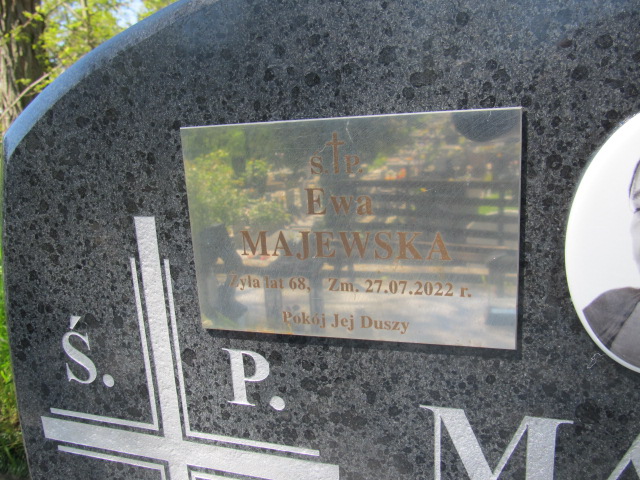 Ś P
Ewa
MAJEWSKA
Żyła lat 68, Zm. 27.07.2022 r.
Pokój Jej Duszy
Ś. P.
MA